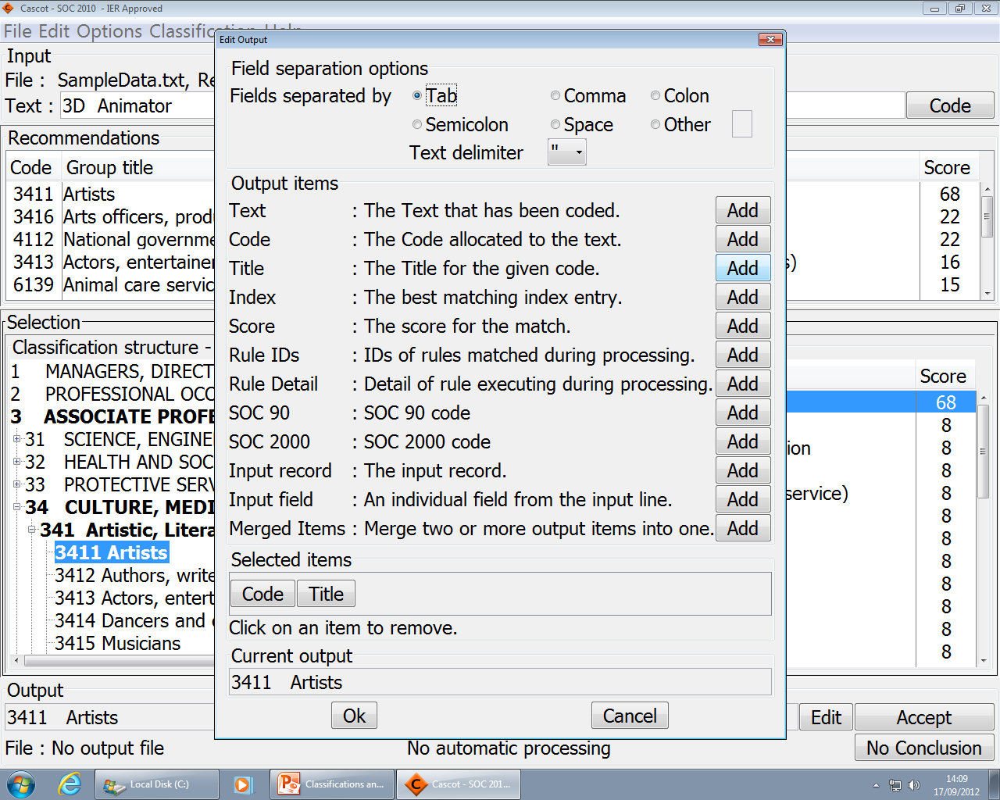 Cascot - SOC 2010 - IER Approved
File Edit Options Classification Help
Edit Output
Input
File : SampleData.txt, Re
Text : 3D Animator
Code
Recommendations
Code Group title Score
3411 Artists 68
3416 Arts officers, produ 22
4112 National governme 22
3413 Actors, entertainer s) 16
6139 Animal care servic 15
Selection
Classification structure -
1 MANAGERS, DIRECT
2 PROFESSIONAL OCC
3 ASSOCIATE PROFE
31 SCIENCE, ENGINE
32 HEALTH AND SOC
33 PROTECTIVE SERV
34 CULTURE, MEDI
341 Artistic, Litera
3411 Artists
3412 Authors, write
3413 Actors, entert
3414 Dancers and
3415 Musicians
Score
68
8
ion 8
8
service) 8
8
8
8
8
8
8
8
Field separation options
Fields separated by Tab Comma Colon
Semicolon Space Other
Text delimiter "
Output items
Text : The Text that has been coded. Add
Code : The Code allocated to the text. Add
Title : The Title for the given code. Add
Index : The best matching index entry. Add
Score : The score for the match. Add
Rule IDs : IDs of rules matched during processing. Add
Rule Detail : Detail of rule executing during processing. Add
SOC 90 : SOC 90 code Add
SOC 2000 : SOC 2000 code Add
Input record : The input record. Add
Input field : An individual field from the input line. Add
Merged Items : Merge two or more output items into one. Add
Selected items
Code Title
Click on an item to remove.
Current output
3411 Artists
Ok Cancel
Output
3411 Artists
Edit Accept
File : No output file No automatic processing No Conclusion
Local Disk (C:) Classifications an... Cascot - SOC 201...
14:09
17/09/2012